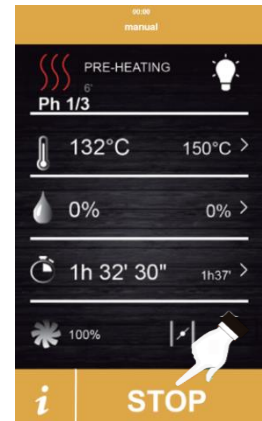 00:00
manual
PRE-HEATING
6'
Ph 1/3
132°C 150°C >
0% 0% >
1h 32' 30" 1h37' >
100%
i STOP